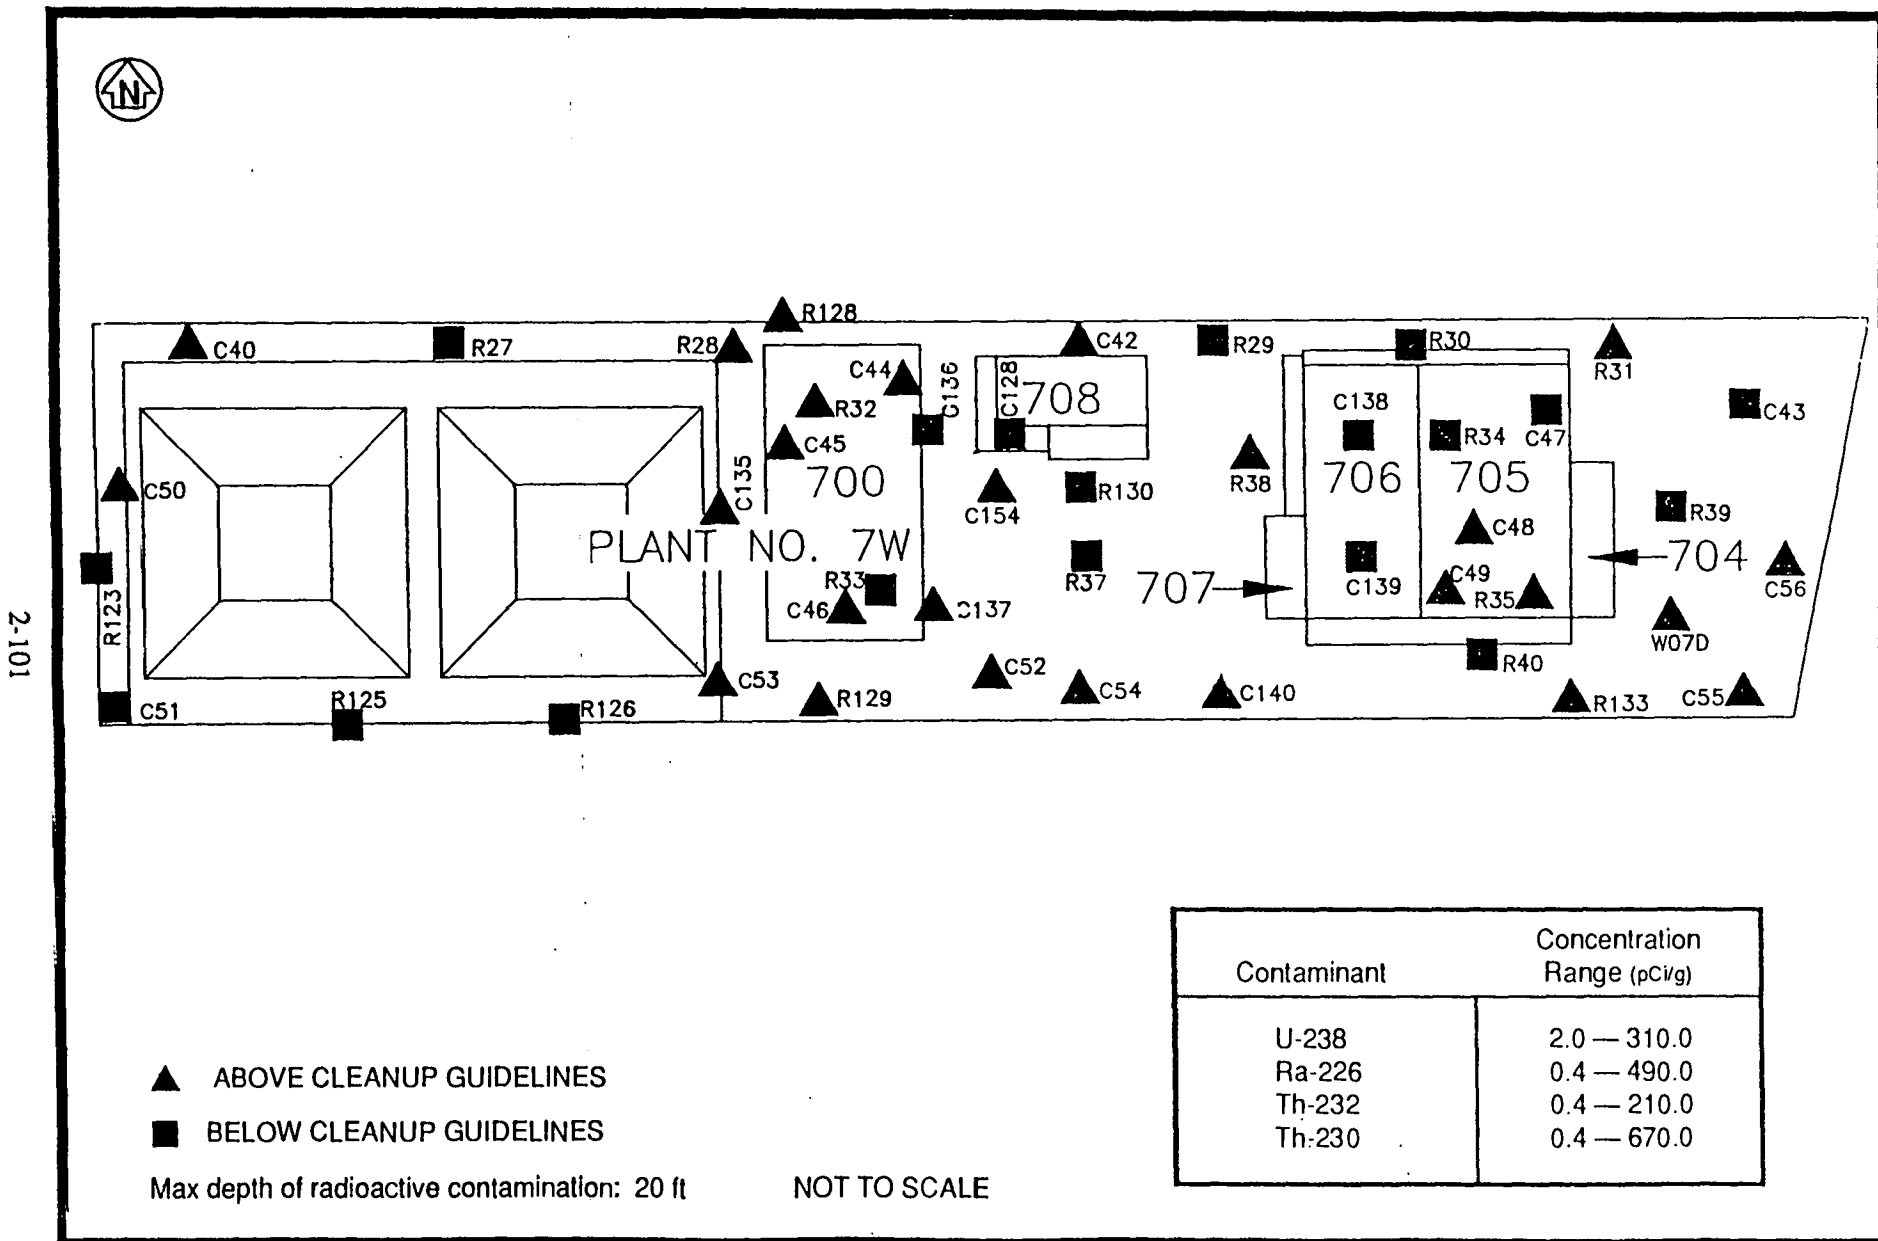 N
R128
C40
R27
R28
C42
R29
R30
R31
C44
C136
C128
708
R32
C138
R34
C47
C43
C45
700
706
705
C50
C135
C154
R130
R38
R39
PLANT NO. 7W
C48
704
R123
R33
R37
707
C139
C49
R35
C56
C46
C137
W07D
R40
C53
C52
C54
C140
C51
R125
R126
R129
R133
C55
2-101
Contaminant
Concentration
Range (pCi/g)
U-238 2.0 — 310.0
Ra-226 0.4 — 490.0
Th-232 0.4 — 210.0
Th-230 0.4 — 670.0
ABOVE CLEANUP GUIDELINES
BELOW CLEANUP GUIDELINES
Max depth of radioactive contamination: 20 ft
NOT TO SCALE